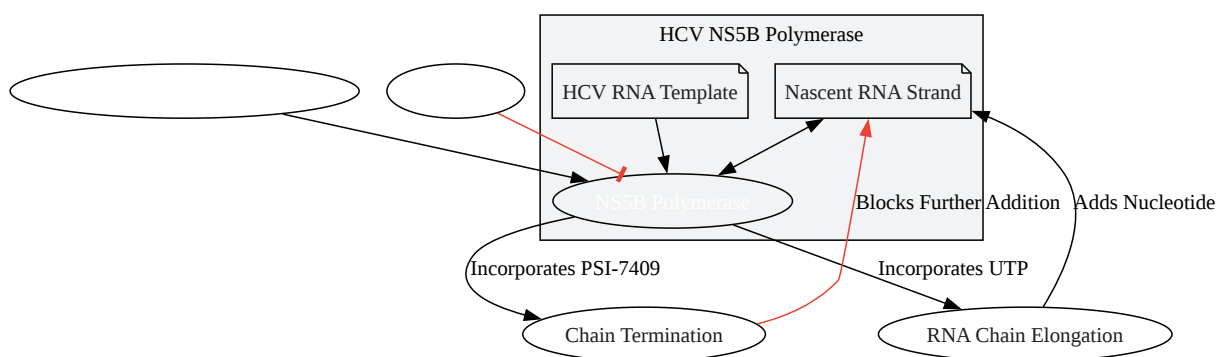 HCV NS5B Polymerase
HCV RNA Template
Nascent RNA Strand
NS5B Polymerase
Blocks Further Addition
Adds Nucleotide
Incorporates PSI-7409
Incorporates UTP
Chain Termination
RNA Chain Elongation